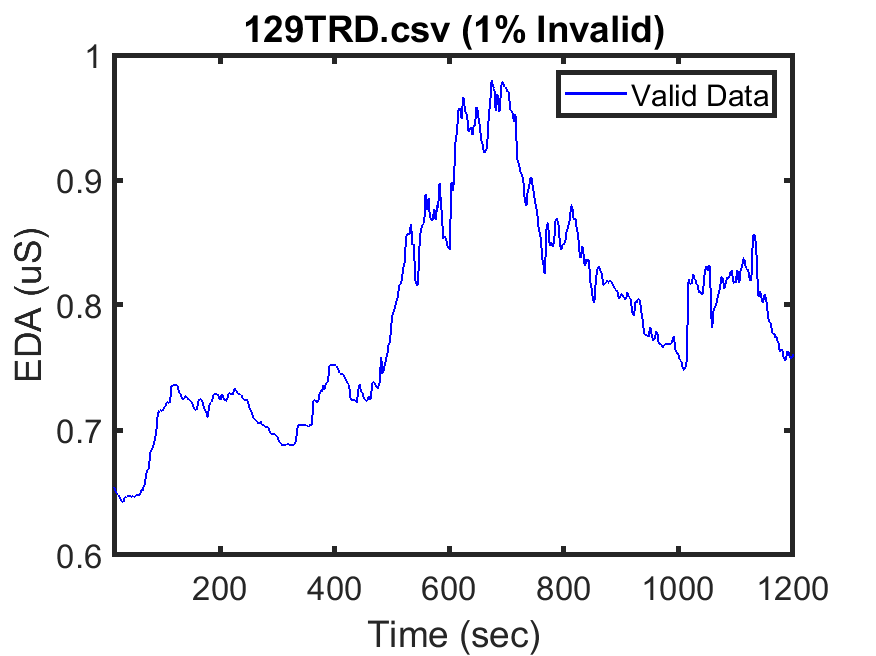 129TRD.csv (1% Invalid)
1
Valid Data
0.9
0.8
0.7
0.6
EDA (uS)
200 400 600 800 1000 1200
Time (sec)